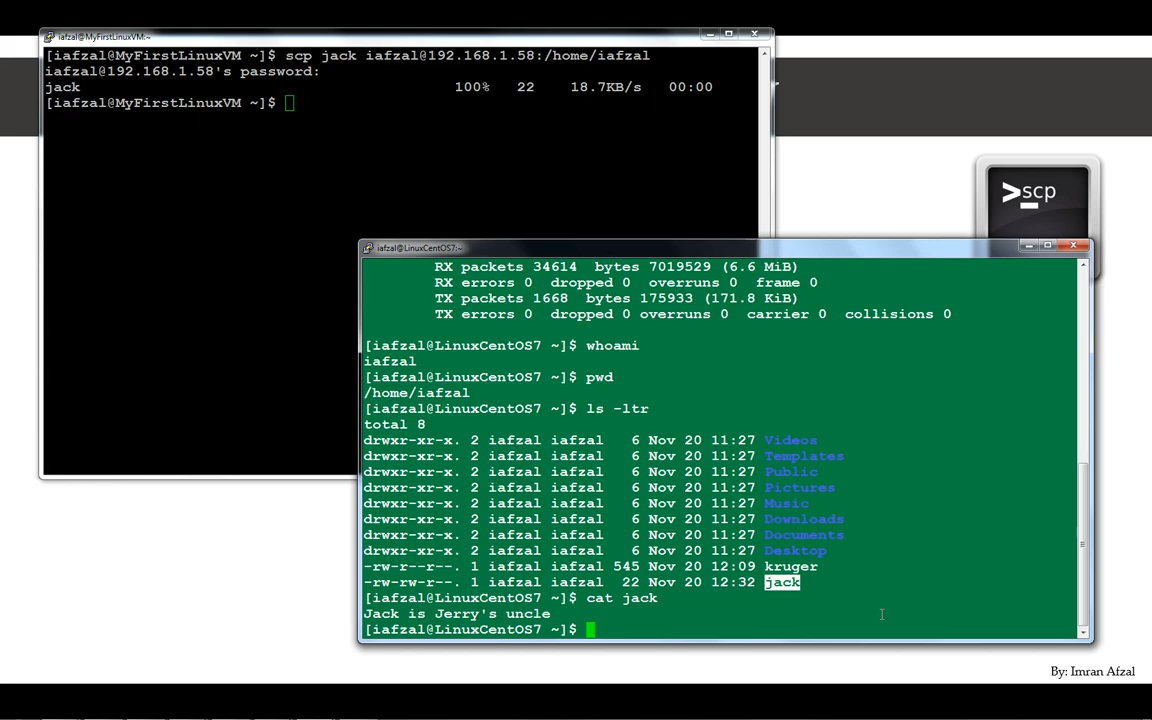 iafzal@MyFirstLinuxVM:~
[iafzal@MyFirstLinuxVM ~]$ scp jack iafzal@192.168.1.58:/home/iafzal
iafzal@192.168.1.58's password:
jack 100% 22 18.7KB/s 00:00
[iafzal@MyFirstLinuxVM ~]$
>scp
iafzal@LinuxCentOS7:~
RX packets 34614 bytes 7019529 (6.6 MiB)
RX errors 0 dropped 0 overruns 0 frame 0
TX packets 1668 bytes 175933 (171.8 KiB)
TX errors 0 dropped 0 overruns 0 carrier 0 collisions 0
[iafzal@LinuxCentOS7 ~]$ whoami
iafzal
[iafzal@LinuxCentOS7 ~]$ pwd
/home/iafzal
[iafzal@LinuxCentOS7 ~]$ ls -ltr
total 8
drwxr-xr-x. 2 iafzal iafzal 6 Nov 20 11:27 Videos
drwxr-xr-x. 2 iafzal iafzal 6 Nov 20 11:27 Templates
drwxr-xr-x. 2 iafzal iafzal 6 Nov 20 11:27 Public
drwxr-xr-x. 2 iafzal iafzal 6 Nov 20 11:27 Pictures
drwxr-xr-x. 2 iafzal iafzal 6 Nov 20 11:27 Music
drwxr-xr-x. 2 iafzal iafzal 6 Nov 20 11:27 Downloads
drwxr-xr-x. 2 iafzal iafzal 6 Nov 20 11:27 Documents
drwxr-xr-x. 2 iafzal iafzal 6 Nov 20 11:27 Desktop
-rw-r--r--. 1 iafzal iafzal 545 Nov 20 12:09 kruger
-rw-rw-r--. 1 iafzal iafzal 22 Nov 20 12:32 jack
[iafzal@LinuxCentOS7 ~]$ cat jack
Jack is Jerry's uncle
[iafzal@LinuxCentOS7 ~]$
By: Imran Afzal